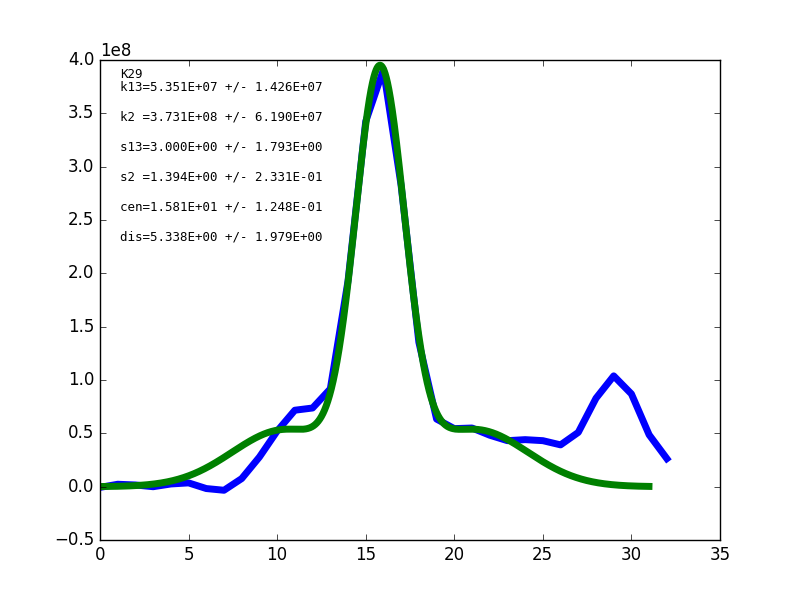 1e8
4.0
3.5
3.0
2.5
2.0
1.5
1.0
0.5
0.0
−0.5
K29
k13=5.351E+07 +/- 1.426E+07
k2 =3.731E+08 +/- 6.190E+07
s13=3.000E+00 +/- 1.793E+00
s2 =1.394E+00 +/- 2.331E-01
cen=1.581E+01 +/- 1.248E-01
dis=5.338E+00 +/- 1.979E+00
0 5 10 15 20 25 30 35